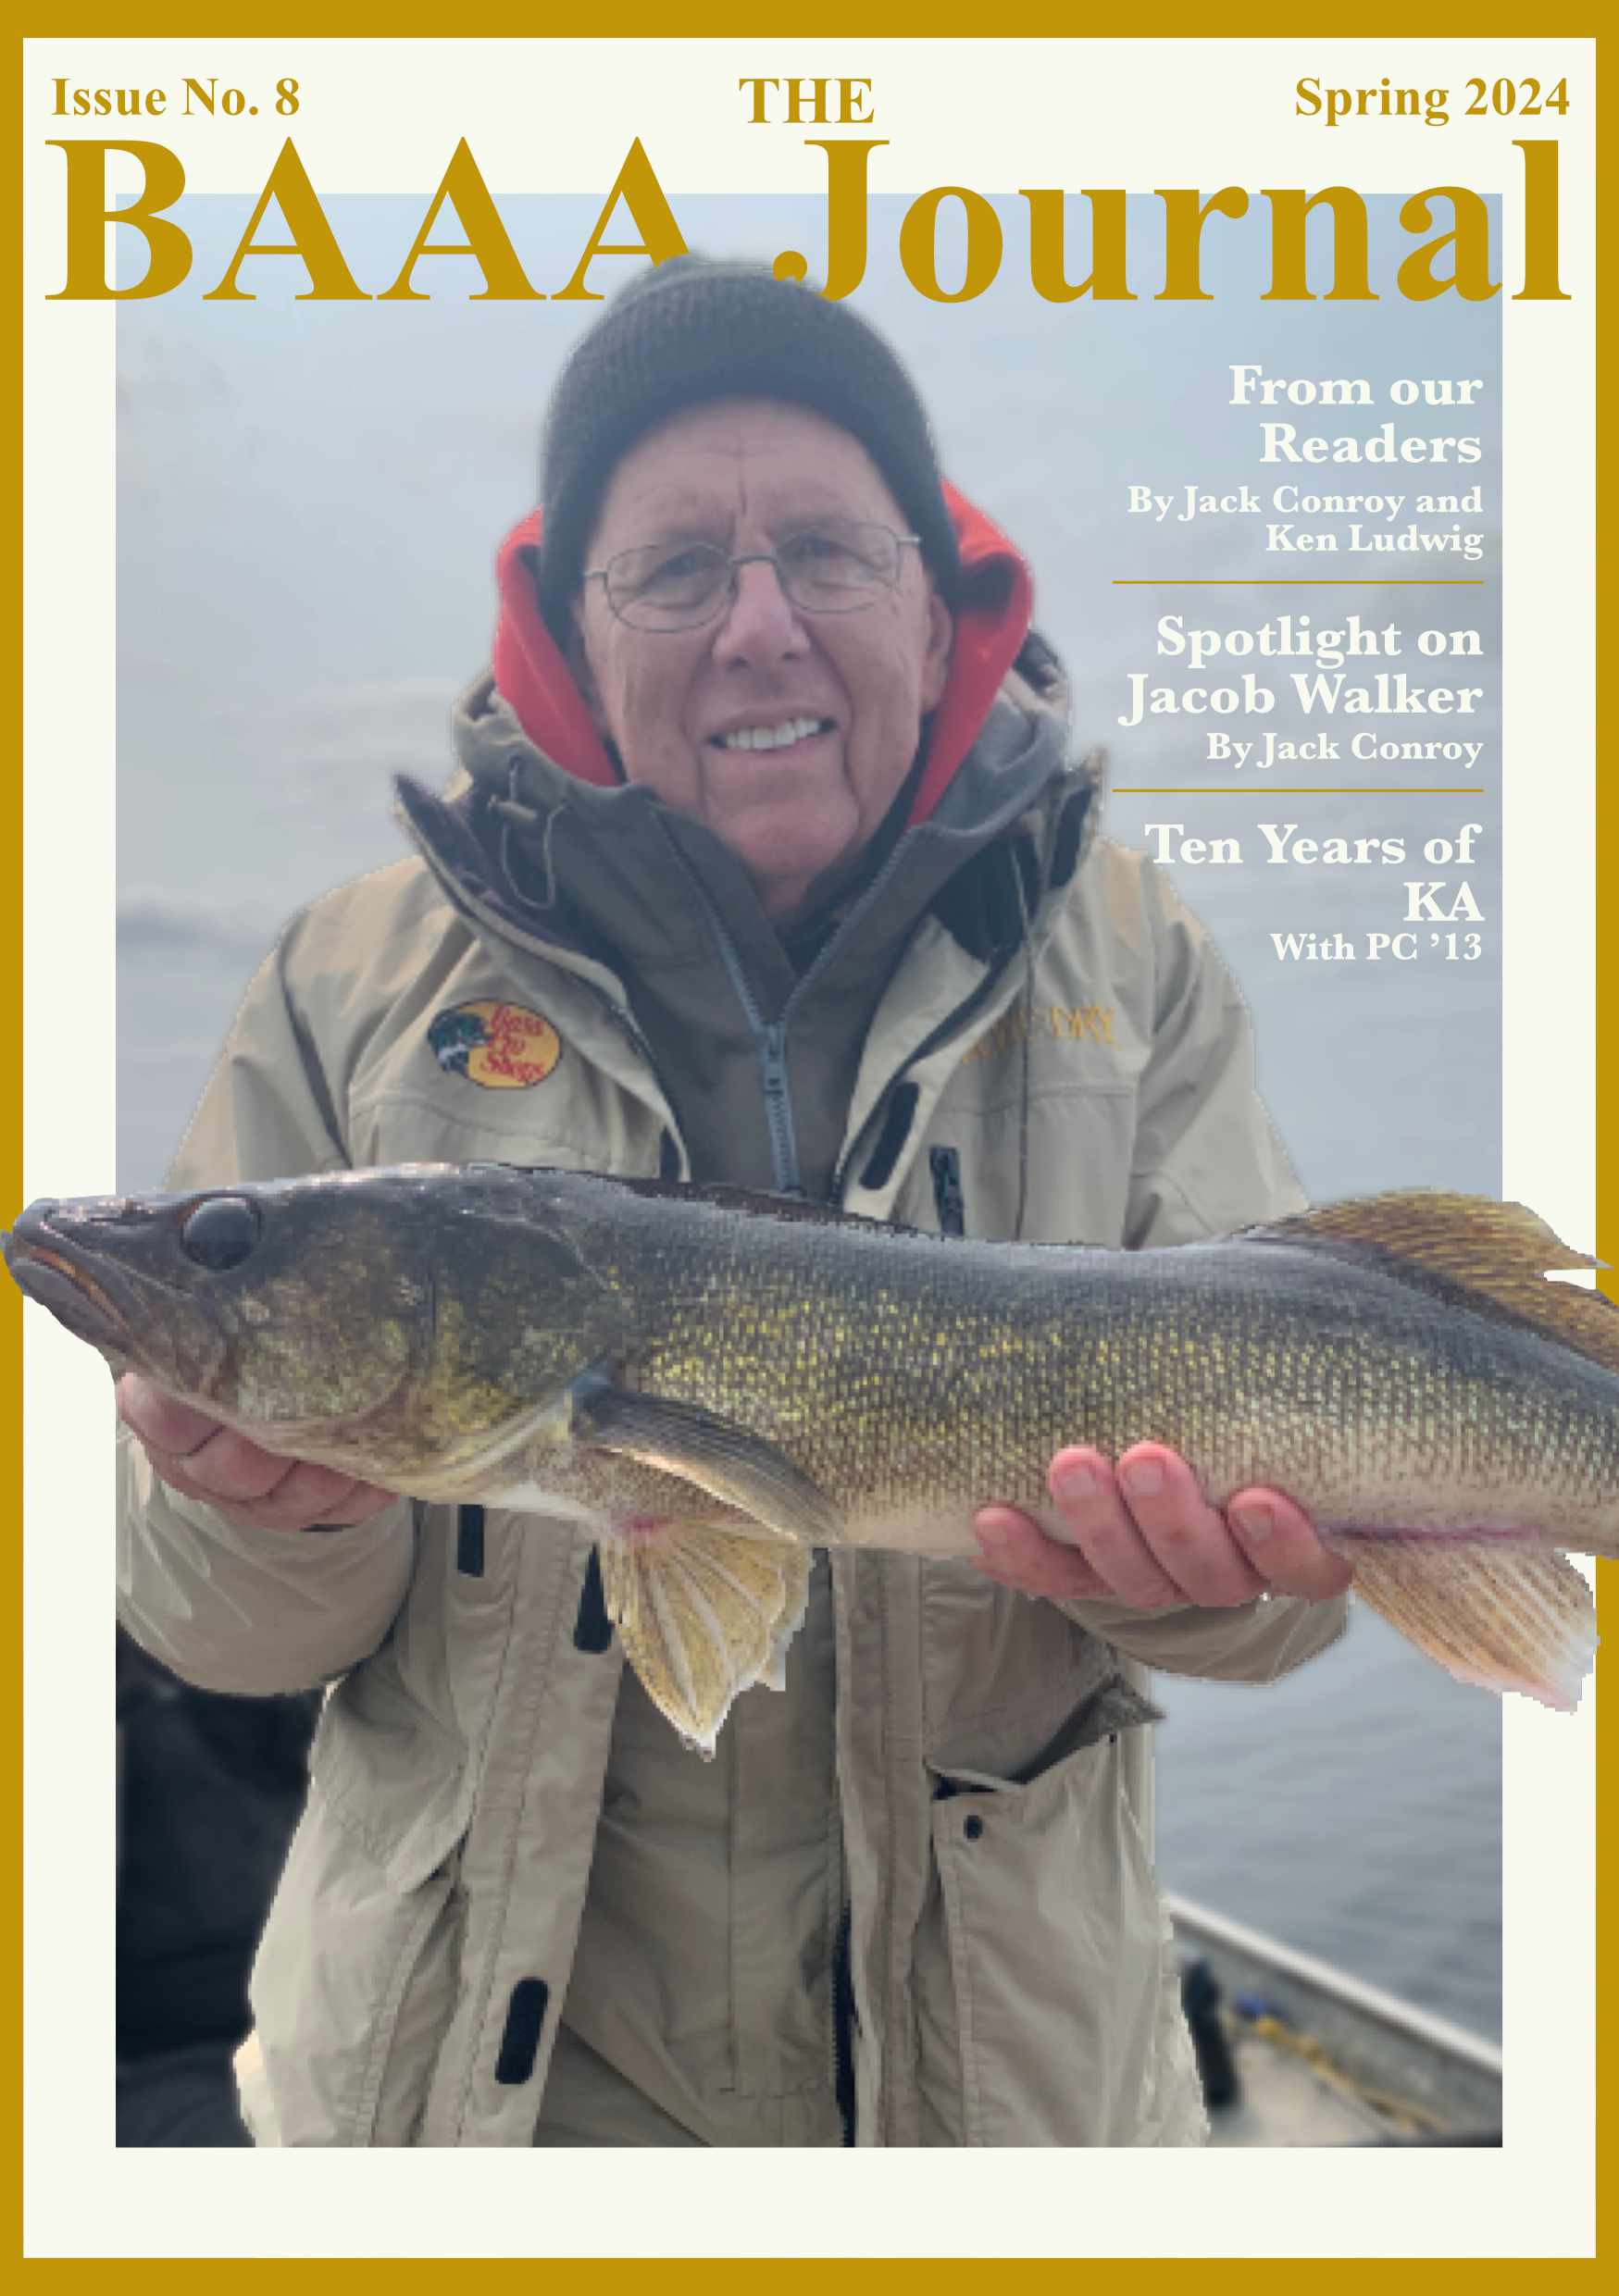 Issue No. 8
THE
Spring 2024
BAAA Journal
From our
Readers
By Jack Conroy and
Ken Ludwig
Spotlight on
Jacob Walker
By Jack Conroy
Ten Years of
KA
With PC ’13
Bass
Pro
Shops
DRY